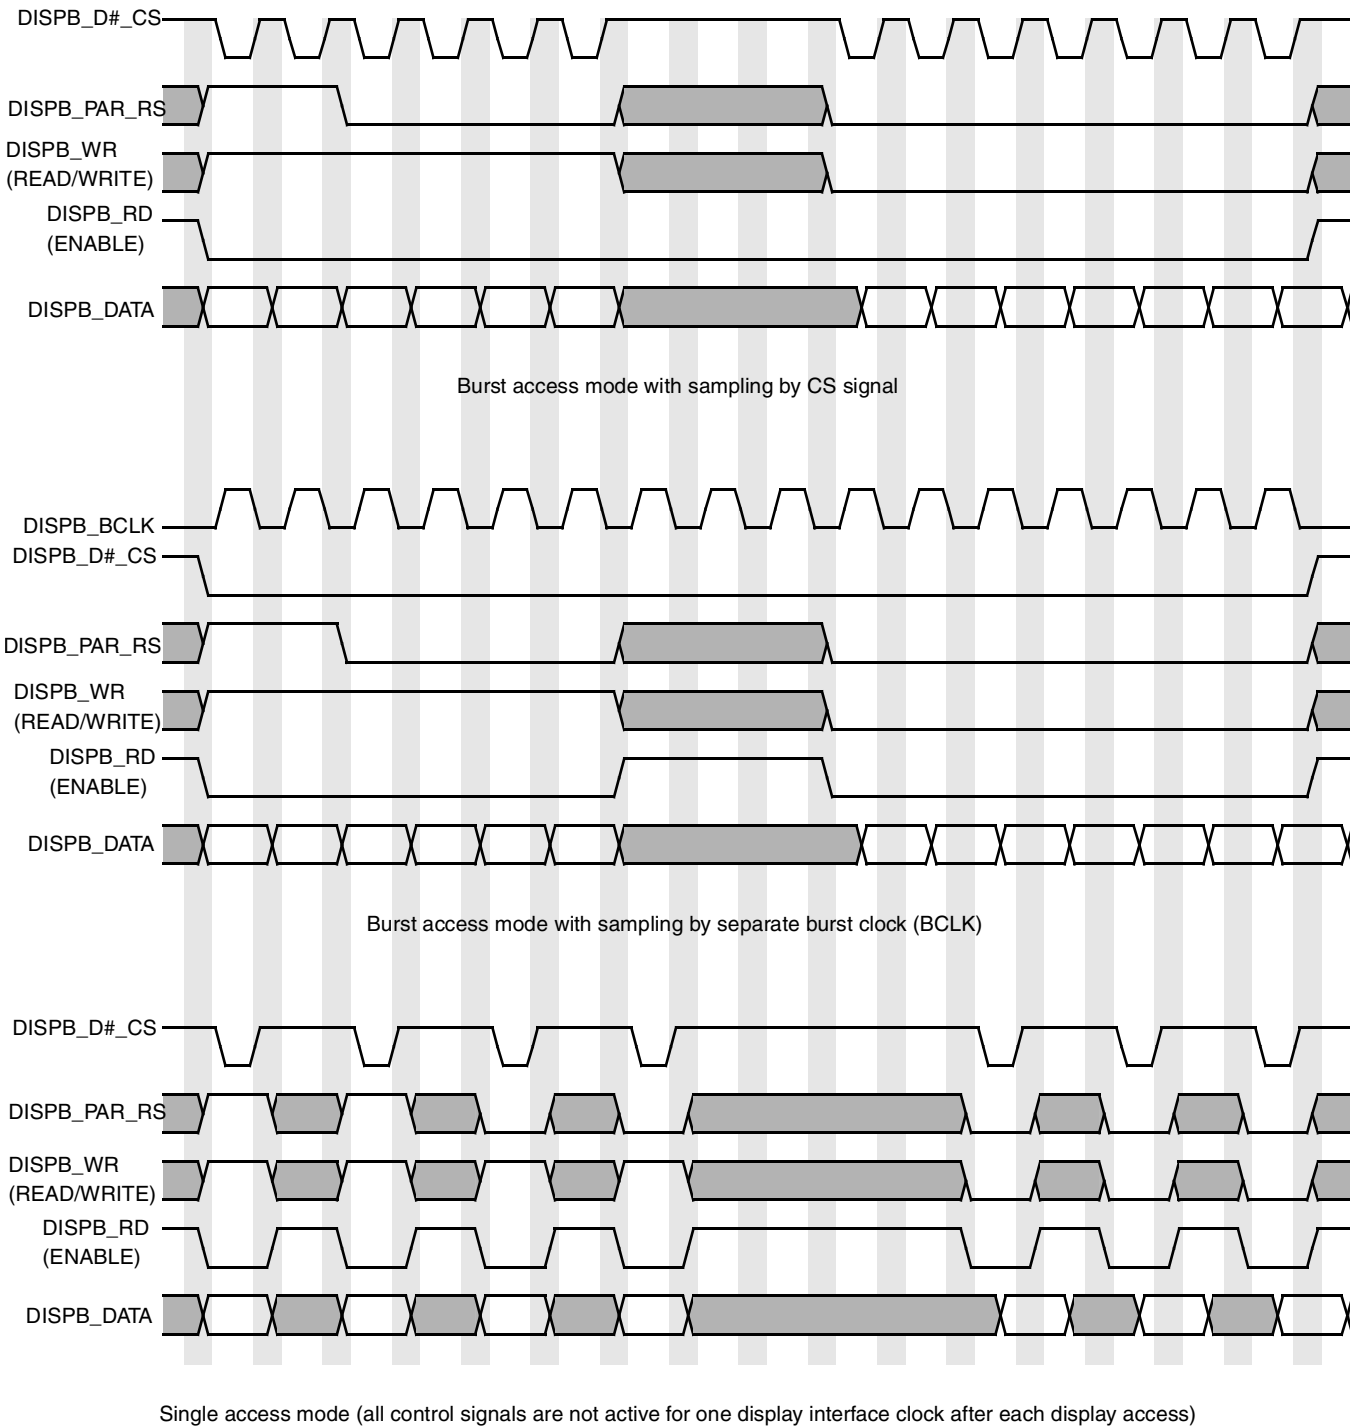 DISPB_D#_CS
DISPB_PAR_RS
DISPB_WR
(READ/WRITE)
DISPB_RD
(ENABLE)
DISPB_DATA
Burst access mode with sampling by CS signal
DISPB_BCLK
DISPB_D#_CS
DISPB_PAR_RS
DISPB_WR
(READ/WRITE)
DISPB_RD
(ENABLE)
DISPB_DATA
Burst access mode with sampling by separate burst clock (BCLK)
DISPB_D#_CS
DISPB_PAR_RS
DISPB_WR
(READ/WRITE)
DISPB_RD
(ENABLE)
DISPB_DATA
Single access mode (all control signals are not active for one display interface clock after each display access)